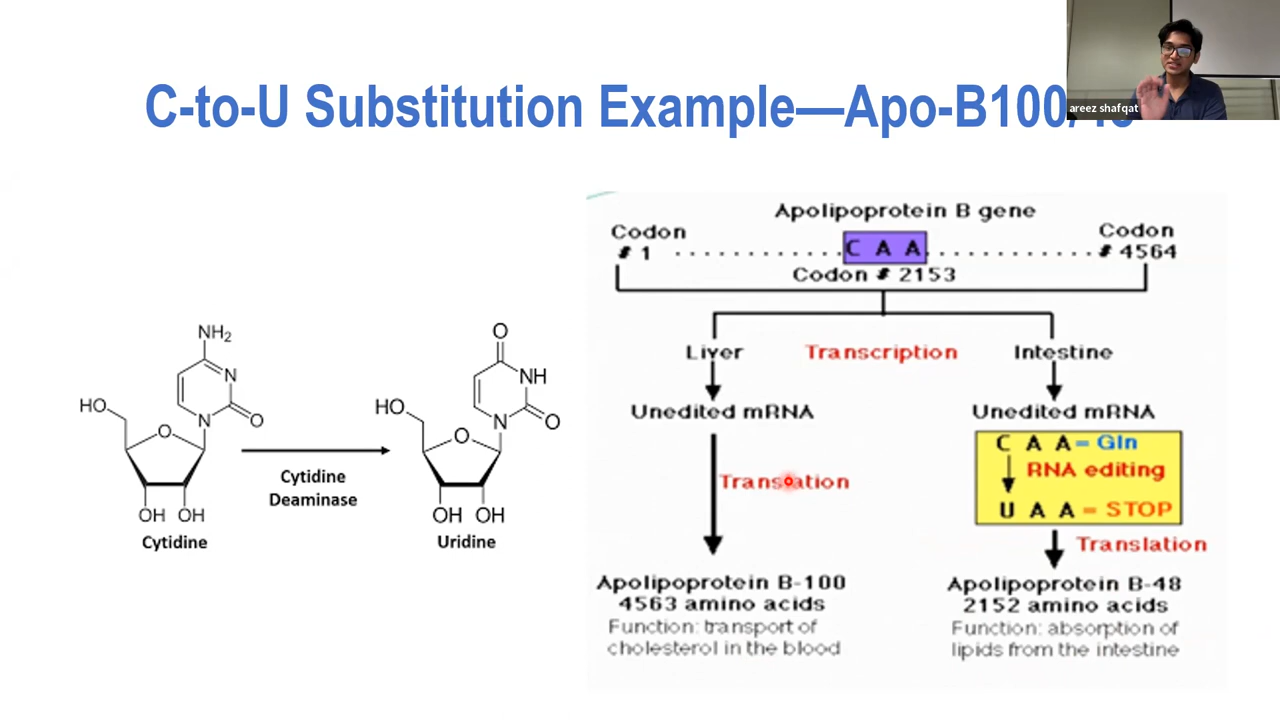 C-to-U Substitution Example—Apo-B100
areez shafqat
Apolipoprotein B gene
Codon
# 1
C A A
Codon
# 4564
Codon # 2153
Liver
Transcription
Intestine
Unedited mRNA
Unedited mRNA
C A A = Gln
RNA editing
U A A = STOP
Translation
Translation
Apolipoprotein B-100
4563 amino acids
Function: transport of
cholesterol in the blood
Apolipoprotein B-48
2152 amino acids
Function: absorption of
lipids from the intestine
NH2
N
HO
N
O
O
OH OH
Cytidine
Cytidine
Deaminase
O
NH
HO
N
O
O
OH OH
Uridine